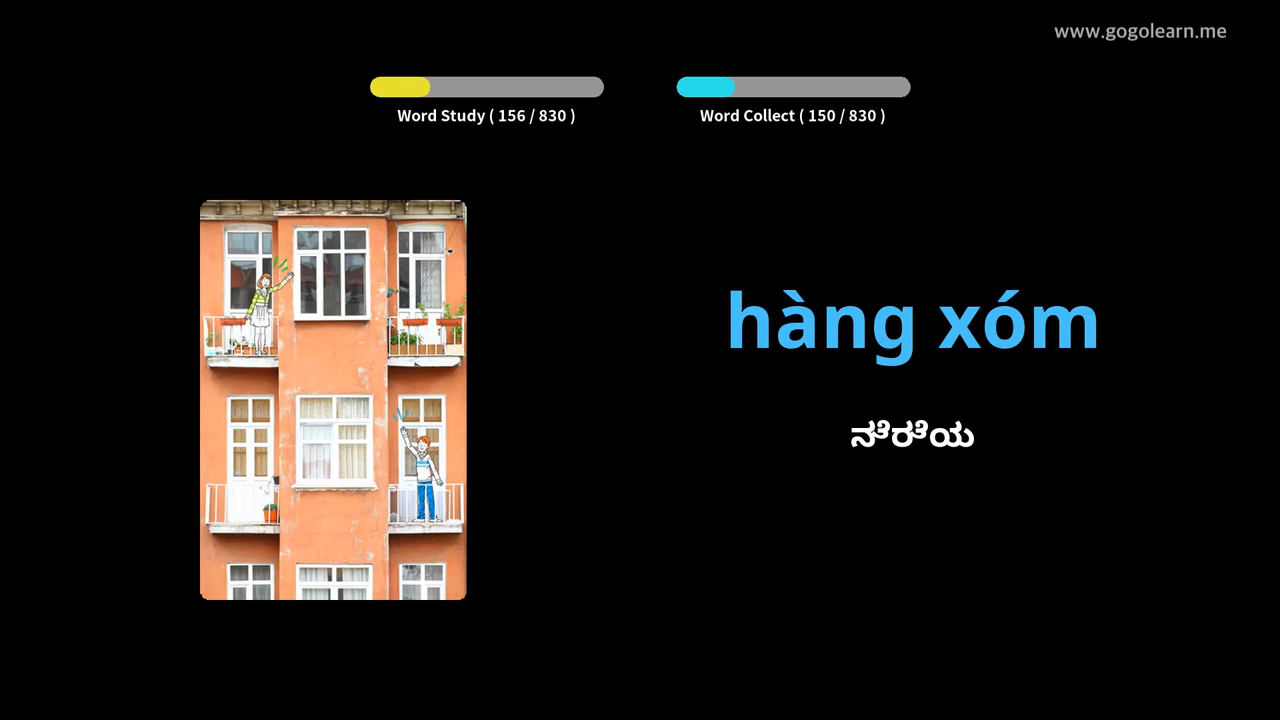 www.gogolearn.me
Word Study ( 156 / 830 )
Word Collect ( 150 / 830 )
hàng xóm
ನೆರೆಯ